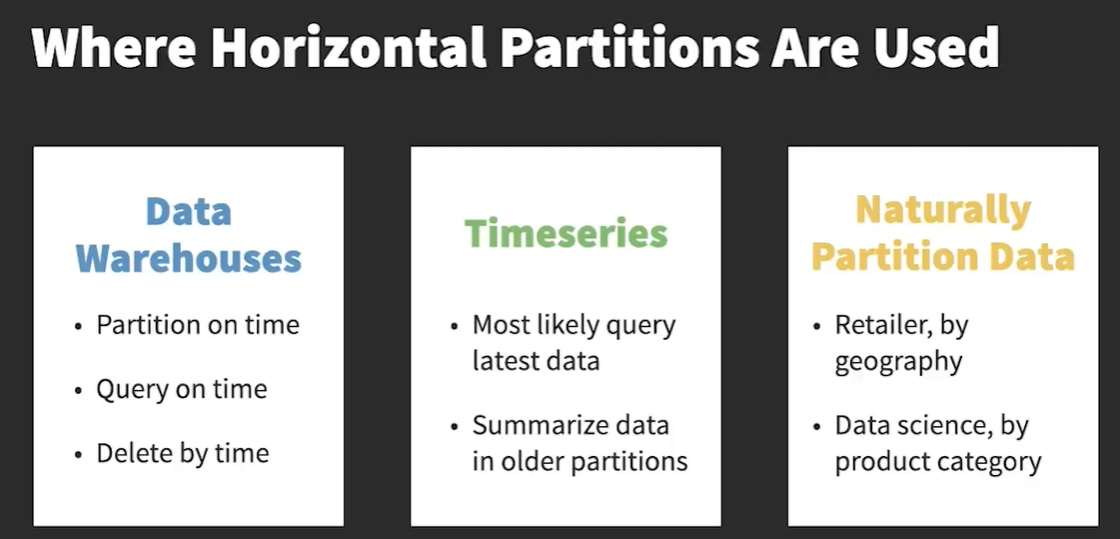 Where Horizontal Partitions Are Used
Data
Warehouses
• Partition on time
• Query on time
• Delete by time
Timeseries
• Most likely query
latest data
• Summarize data
in older partitions
Naturally
Partition Data
• Retailer, by
geography
• Data science, by
product category